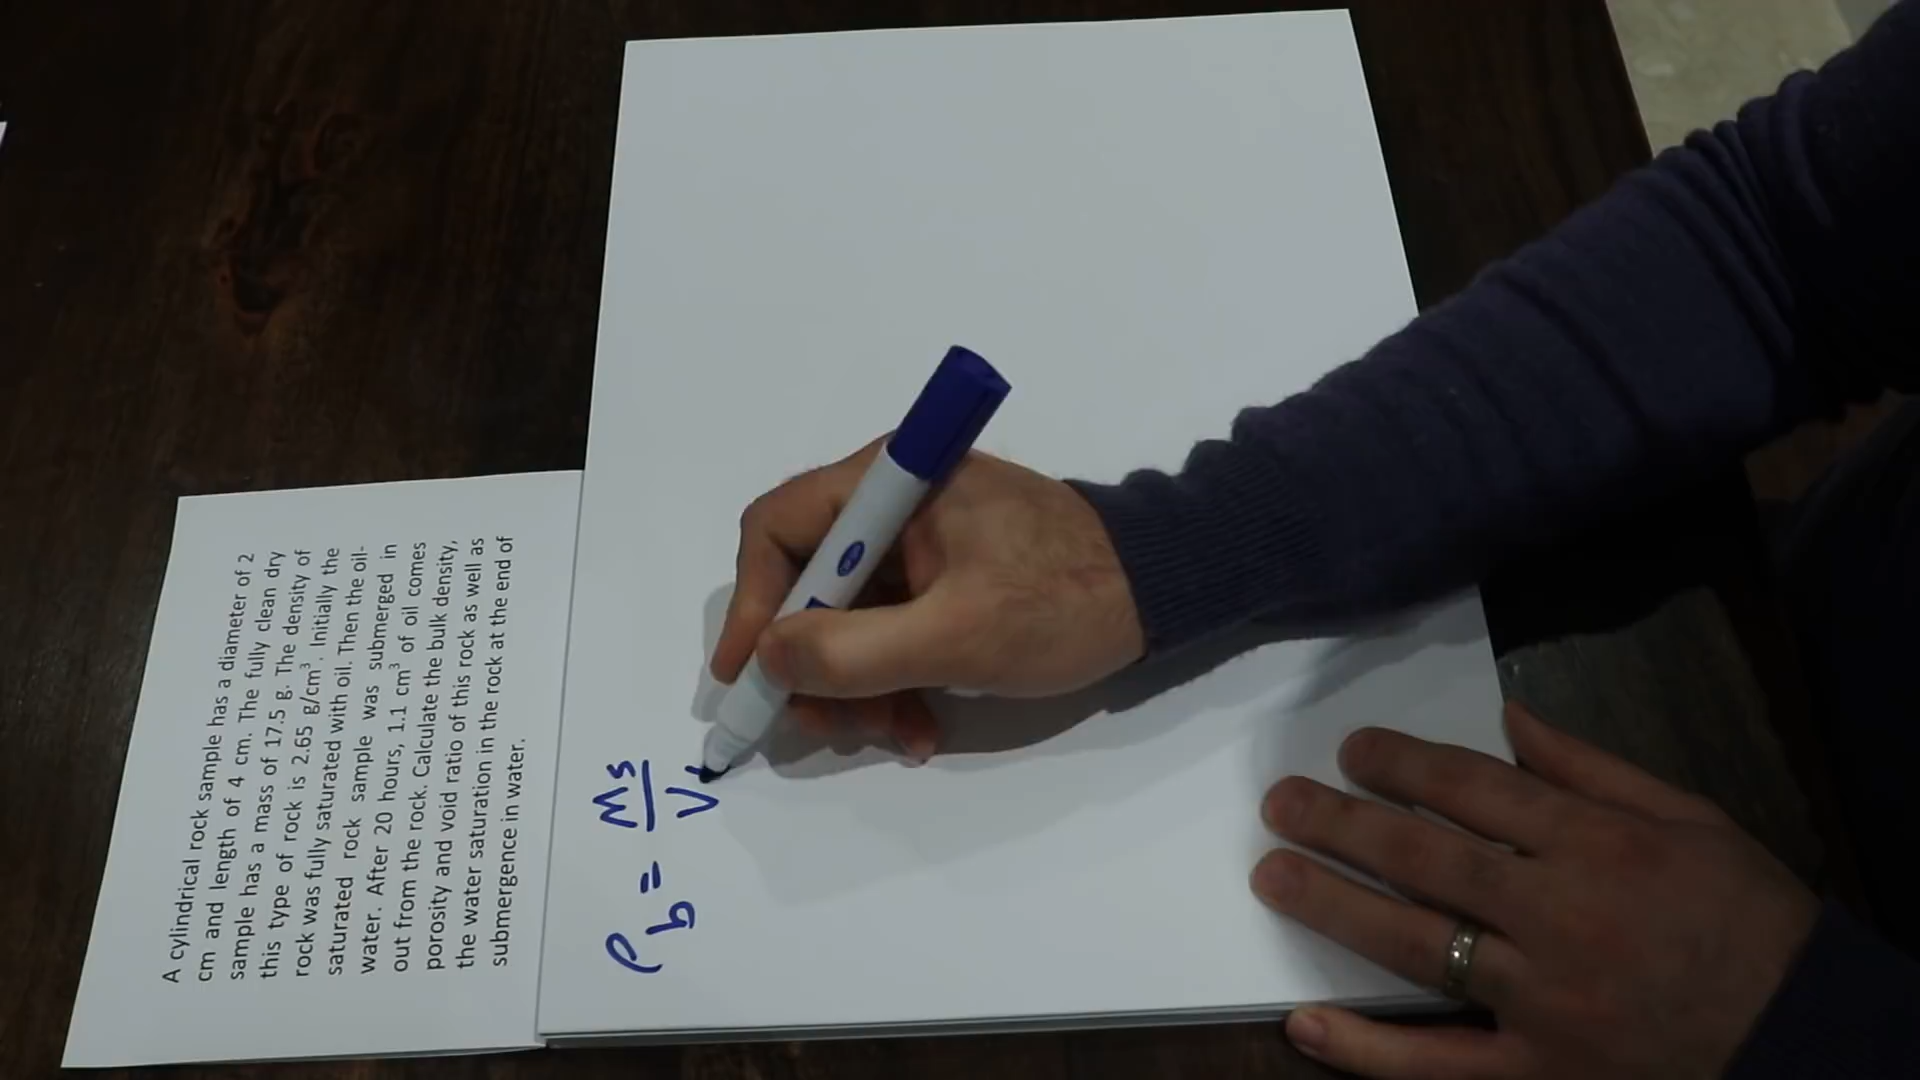 A cylindrical rock sample has a diameter of 2
cm and length of 4 cm. The fully clean dry
sample has a mass of 17.5 g. The density of
this type of rock is 2.65 g/cm³. Initially the
rock was fully saturated with oil. Then the oil-
saturated rock sample was submerged in
water. After 20 hours, 1.1 cm³ of oil comes
out from the rock. Calculate the bulk density,
porosity and void ratio of this rock as well as
the water saturation in the rock at the end of
submergence in water.
ρb = Ms
V